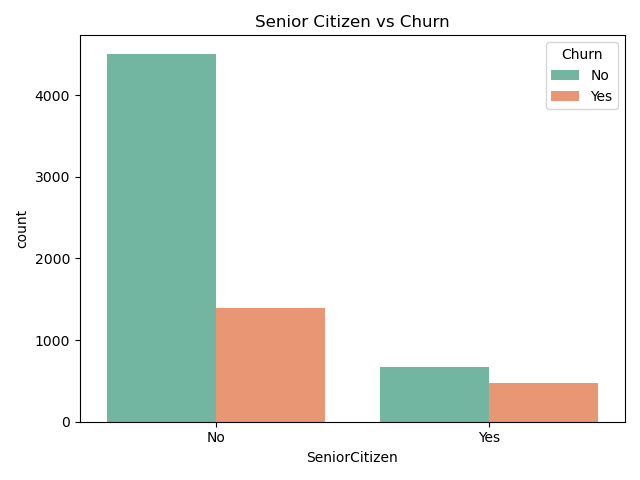 Senior Citizen vs Churn
Churn
No
Yes
4000
3000
2000
1000
0
count
No
Yes
SeniorCitizen